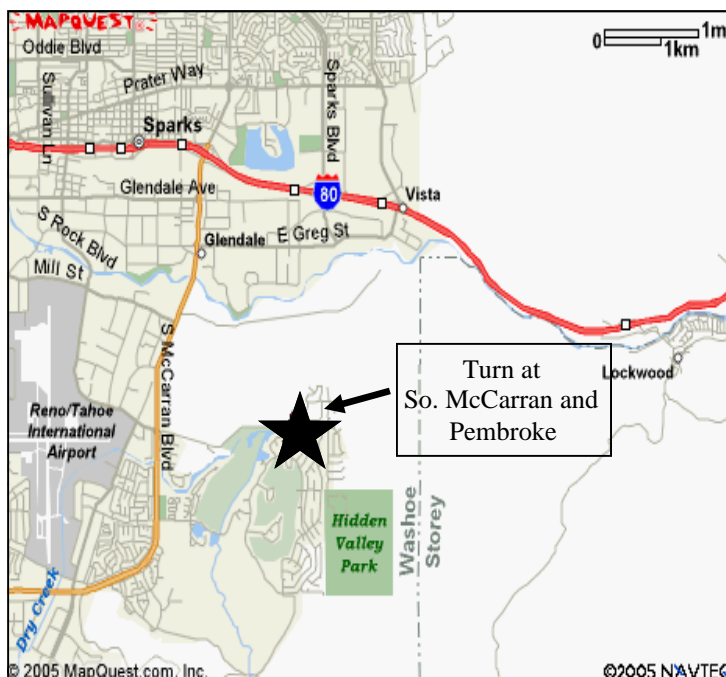 MAPQUEST
Oddie Blvd
Prater Way
Sullivan Ln
Sparks
Sparks Blvd
0 1m
1km
Glendale Ave
80
Vista
S Rock Blvd
Glendale
E Greg St
Mill St
S McCarran Blvd
Turn at
So. McCarran and
Pembroke
Lockwood
Reno/Tahoe
International
Airport
Hidden
Valley
Park
Washoe
Storey
Dry Creek
© 2005 MapQuest.com, Inc.
©2005 NAVTEC